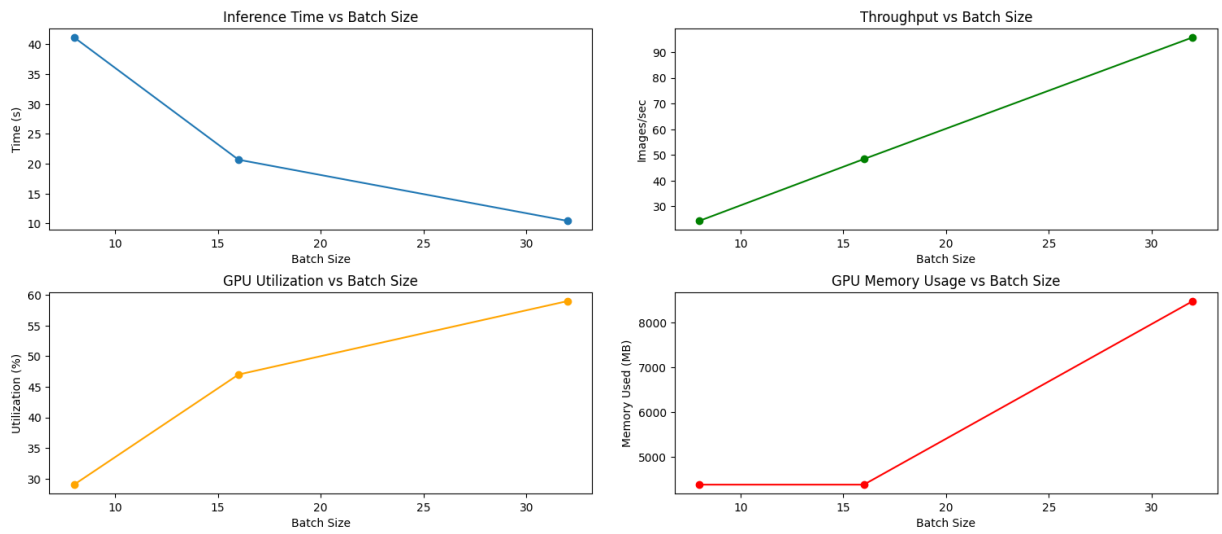 Inference Time vs Batch Size
Time (s)
40
35
30
25
20
15
10
10 15 20 25 30
Batch Size
Throughput vs Batch Size
Images/sec
90
80
70
60
50
40
30
10 15 20 25 30
Batch Size
GPU Utilization vs Batch Size
Utilization (%)
60
55
50
45
40
35
30
10 15 20 25 30
Batch Size
GPU Memory Usage vs Batch Size
Memory Used (MB)
8000
7000
6000
5000
10 15 20 25 30
Batch Size